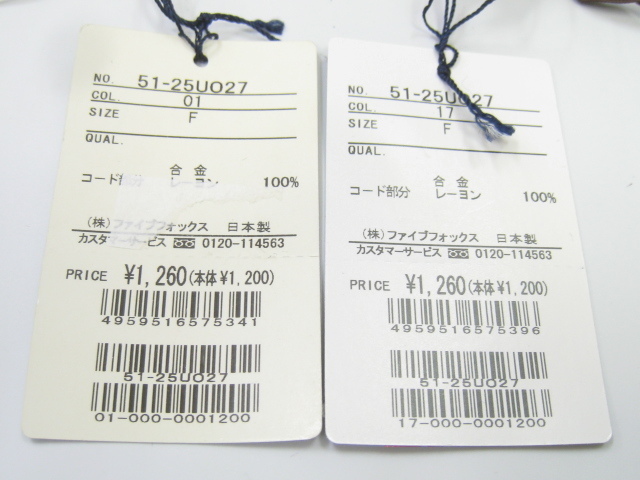 NO. 51-25U027
COL. 01
SIZE F
QUAL.
合金
コード部分 レーヨン 100%
(株)ファイブフォックス 日本製
カスタマーサービス 0120-114563
PRICE ¥1,260(本体¥1,200)
4959516575341
51-25U027
01-000-0001200
NO. 51-25U027
COL. 17
SIZE F
QUAL.
合金
コード部分 レーヨン 100%
(株)ファイブフォックス 日本製
カスタマーサービス 0120-114563
PRICE ¥1,260(本体¥1,200)
4959516575396
51-25U027
17-000-0001200